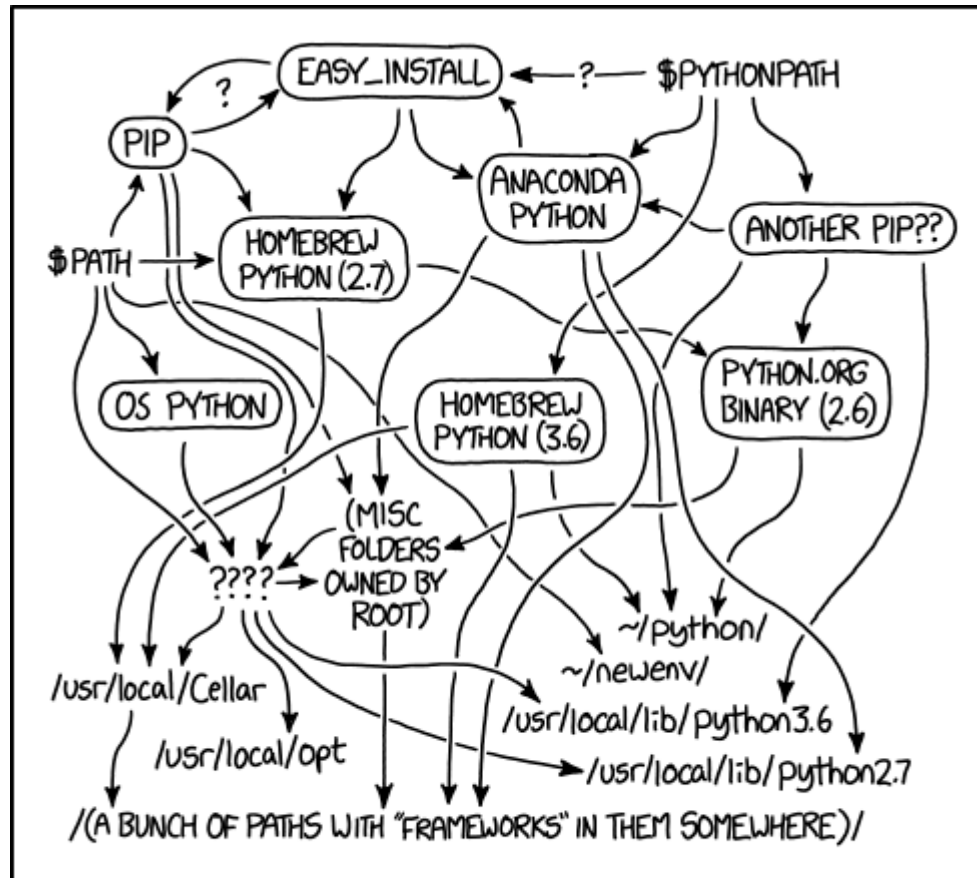 EASY_INSTALL
?
$PYTHONPATH
?
PIP
ANACONDA
PYTHON
ANOTHER PIP??
$PATH
HOMEBREW
PYTHON (2.7)
OS PYTHON
HOMEBREW
PYTHON (3.6)
PYTHON.ORG
BINARY (2.6)
(MISC
FOLDERS
OWNED BY
ROOT)
????
~/python/
~/newenv/
/usr/local/Cellar
/usr/local/lib/python3.6
/usr/local/opt
/usr/local/lib/python2.7
/(A BUNCH OF PATHS WITH "FRAMEWORKS" IN THEM SOMEWHERE)/